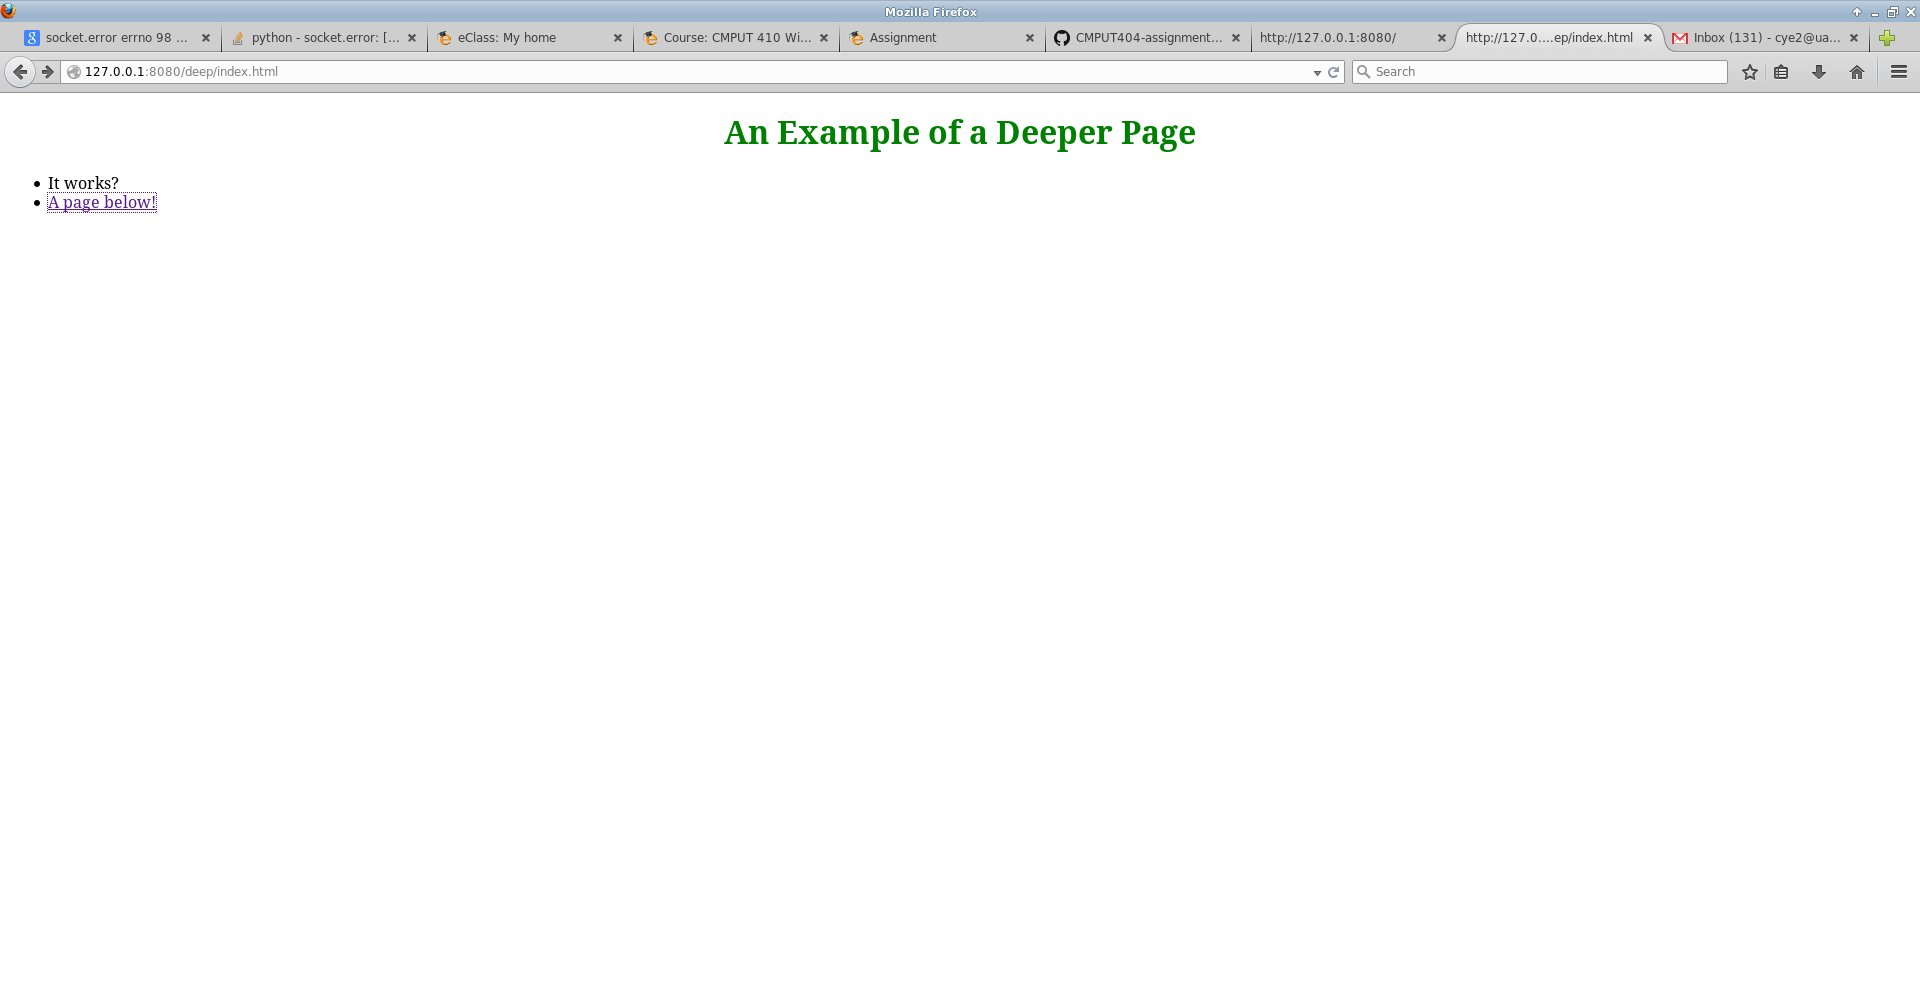 Mozilla Firefox
socket.error errno 98 ...
python - socket.error: [...
eClass: My home
Course: CMPUT 410 Wi...
Assignment
CMPUT404-assignment...
http://127.0.0.1:8080/
http://127.0....ep/index.html
Inbox (131) - cye2@ua...
127.0.0.1:8080/deep/index.html
Search
An Example of a Deeper Page
• It works?
• A page below!